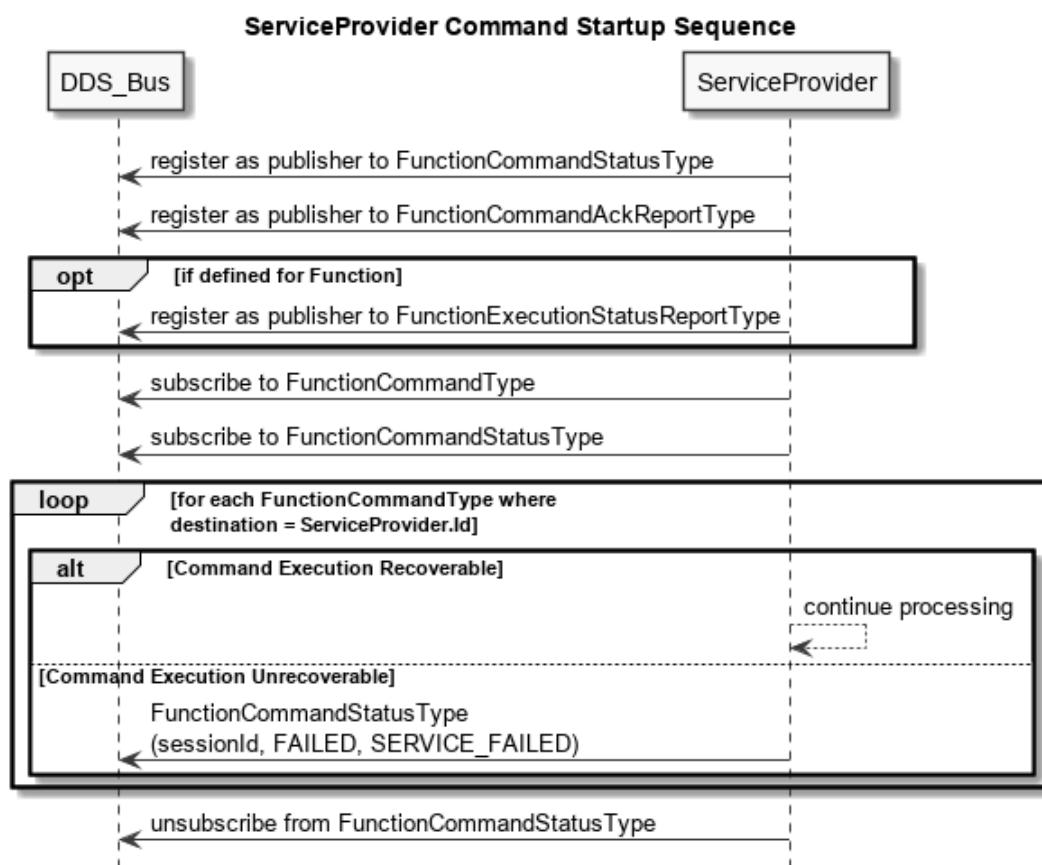 ServiceProvider Command Startup Sequence
DDS_Bus
ServiceProvider
register as publisher to FunctionCommandStatusType
register as publisher to FunctionCommandAckReportType
opt
[if defined for Function]
register as publisher to FunctionExecutionStatusReportType
subscribe to FunctionCommandType
subscribe to FunctionCommandStatusType
loop
[for each FunctionCommandType where
destination = ServiceProvider.Id]
alt
[Command Execution Recoverable]
continue processing
[Command Execution Unrecoverable]
FunctionCommandStatusType
(sessionId, FAILED, SERVICE_FAILED)
unsubscribe from FunctionCommandStatusType